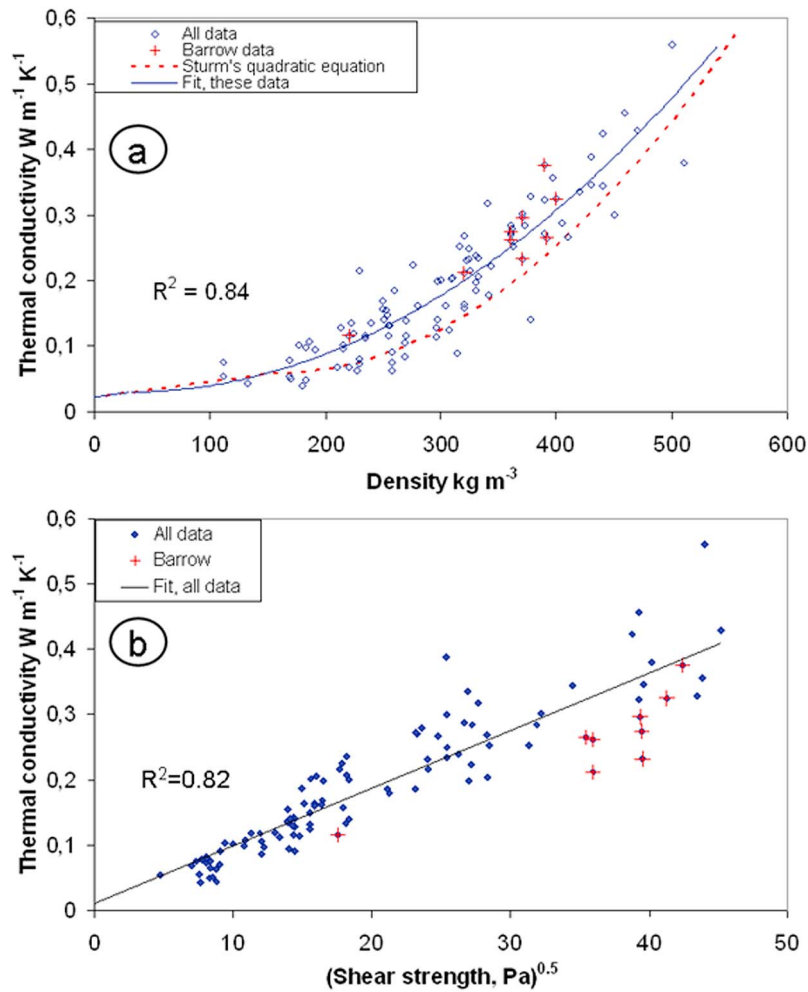 a
All data
Barrow data
Sturm's quadratic equation
Fit, these data
0,6
0,5
0,4
0,3
0,2
0,1
0
Thermal conductivity W m⁻¹ K⁻¹
a
R² = 0.84
0 100 200 300 400 500 600
Density kg m⁻³
b
All data
Barrow
Fit, all data
0,6
0,5
0,4
0,3
0,2
0,1
0
Thermal conductivity W m⁻¹ K⁻¹
R²=0.82
0 10 20 30 40 50
(Shear strength, Pa)⁰·⁵